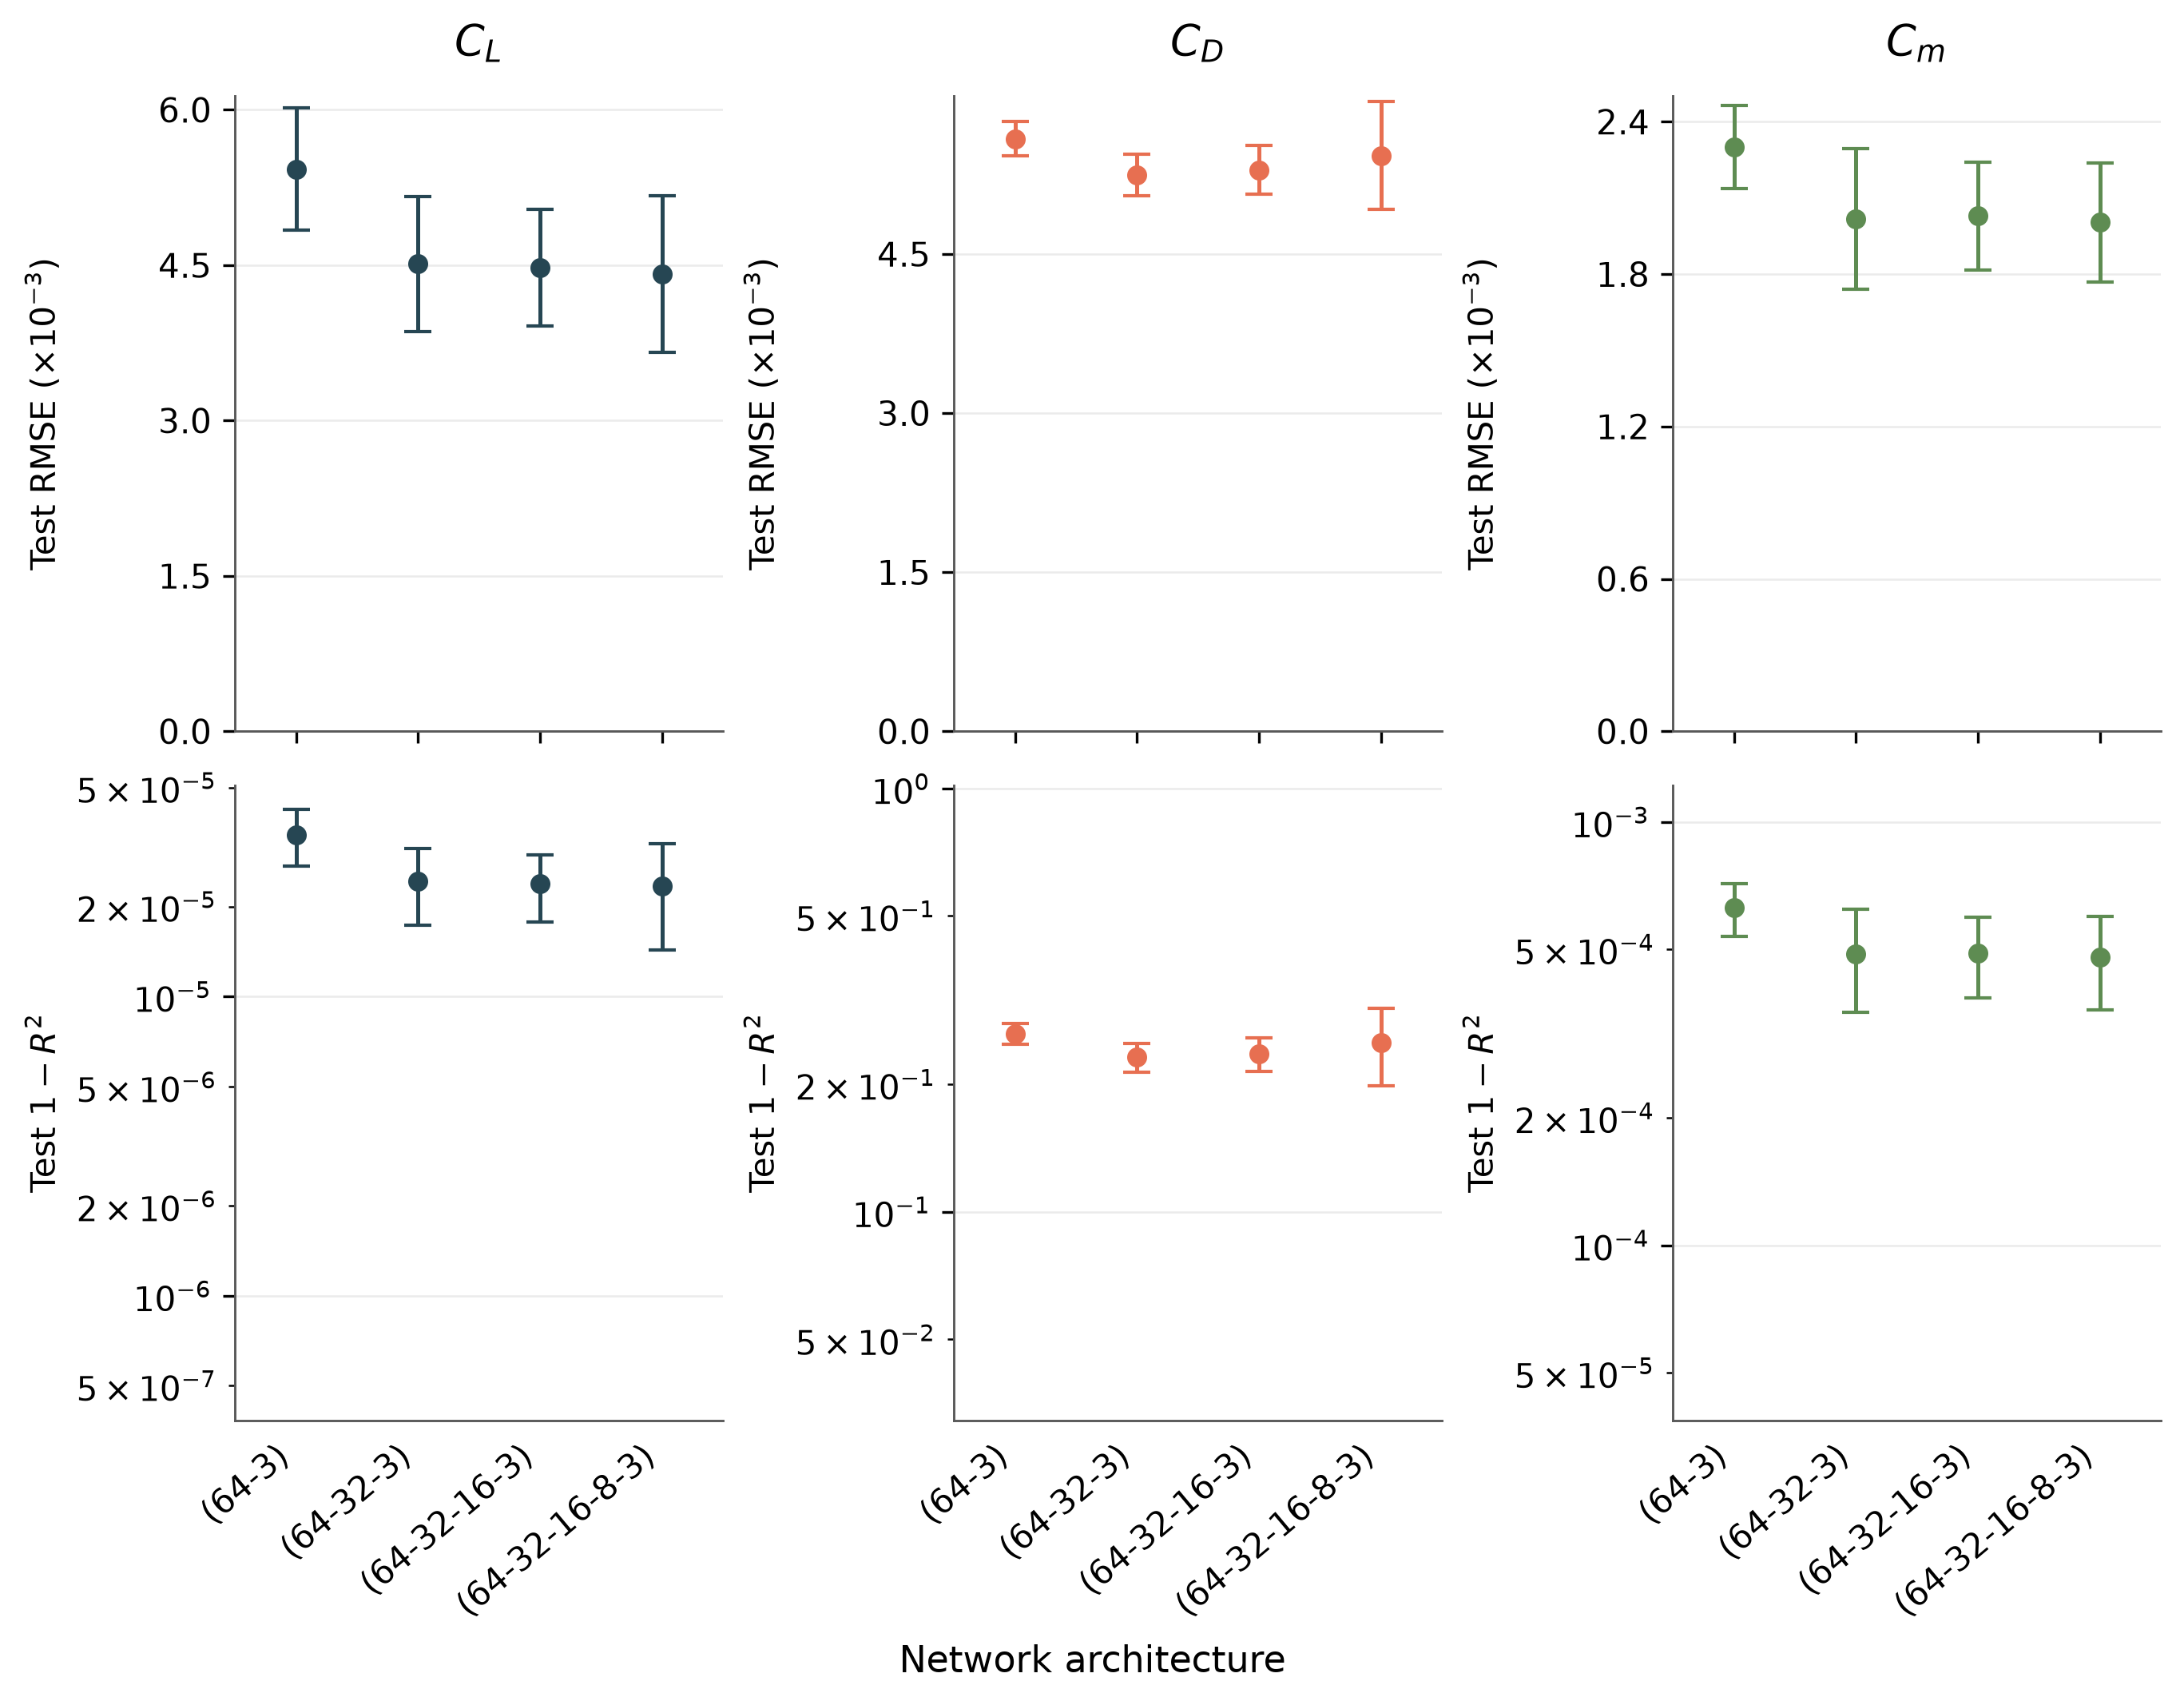 C_L
C_D
C_m
Test RMSE (×10⁻³)
6.0
4.5
3.0
1.5
0.0
Test RMSE (×10⁻³)
4.5
3.0
1.5
0.0
Test RMSE (×10⁻³)
2.4
1.8
1.2
0.6
0.0
Test 1 − R²
5 × 10⁻⁵
2 × 10⁻⁵
10⁻⁵
5 × 10⁻⁶
2 × 10⁻⁶
10⁻⁶
5 × 10⁻⁷
Test 1 − R²
10⁰
5 × 10⁻¹
2 × 10⁻¹
10⁻¹
5 × 10⁻²
Test 1 − R²
10⁻³
5 × 10⁻⁴
2 × 10⁻⁴
10⁻⁴
5 × 10⁻⁵
(64-3)
(64-32-3)
(64-32-16-3)
(64-32-16-8-3)
(64-3)
(64-32-3)
(64-32-16-3)
(64-32-16-8-3)
(64-3)
(64-32-3)
(64-32-16-3)
(64-32-16-8-3)
Network architecture